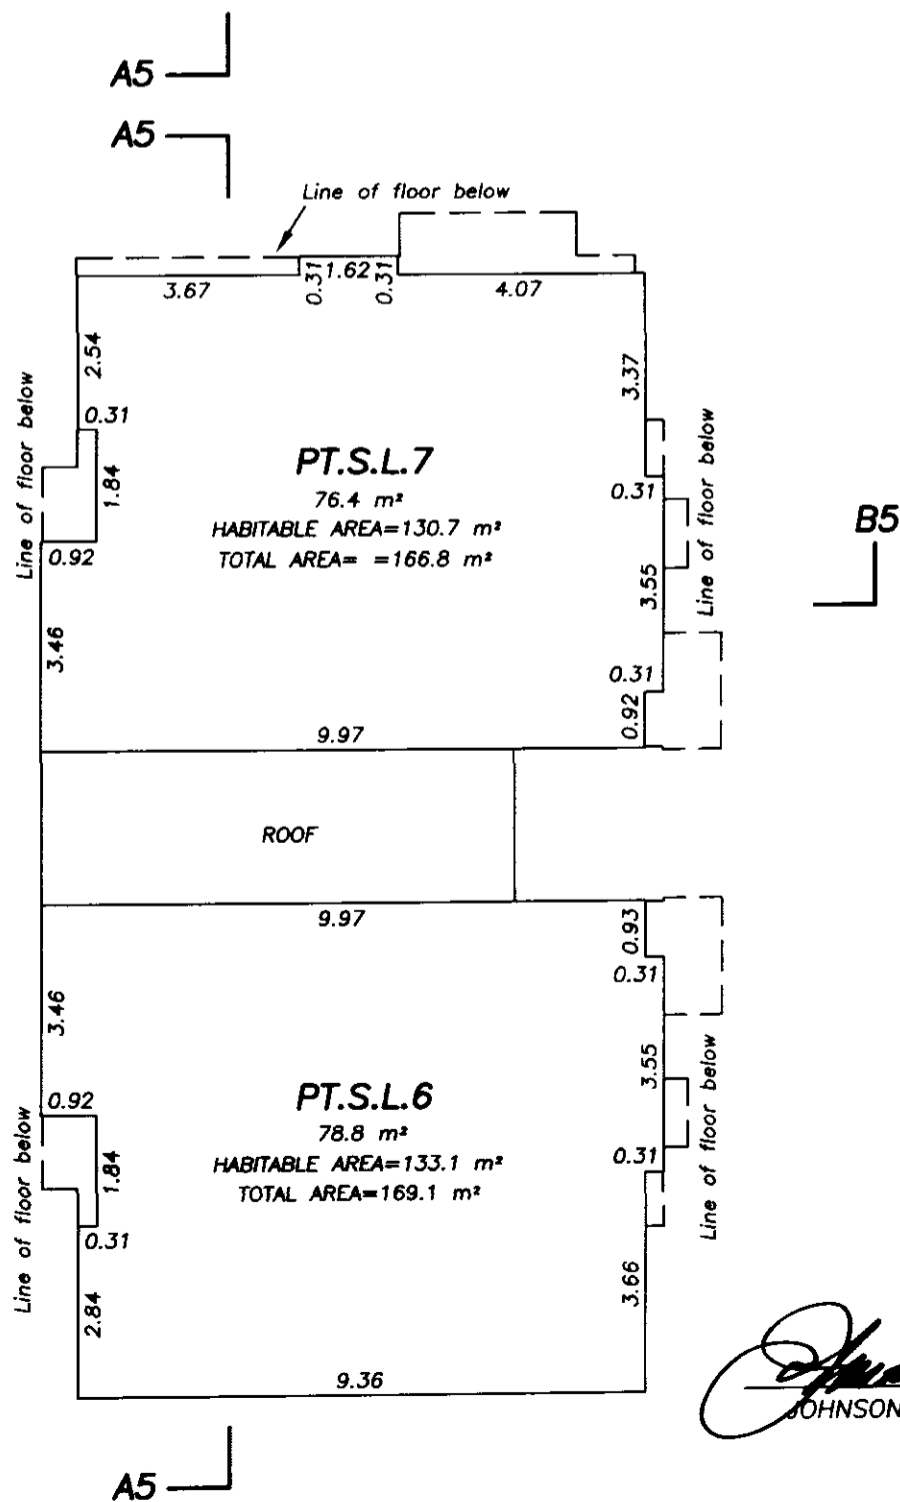 A5
A5
Line of floor below
3.67
0.31
1.62
0.31
4.07
2.54
3.37
0.31
Line of floor below
1.84
0.92
3.46
PT.S.L.7
76.4 m²
HABITABLE AREA=130.7 m²
TOTAL AREA= =166.8 m²
0.31
3.55
Line of floor below
0.31
0.92
B5
9.97
ROOF
9.97
0.93
0.31
3.46
0.92
Line of floor below
1.84
0.31
2.84
PT.S.L.6
78.8 m²
HABITABLE AREA=133.1 m²
TOTAL AREA=169.1 m²
3.55
0.31
Line of floor below
3.66
9.36
JOHNSON
A5